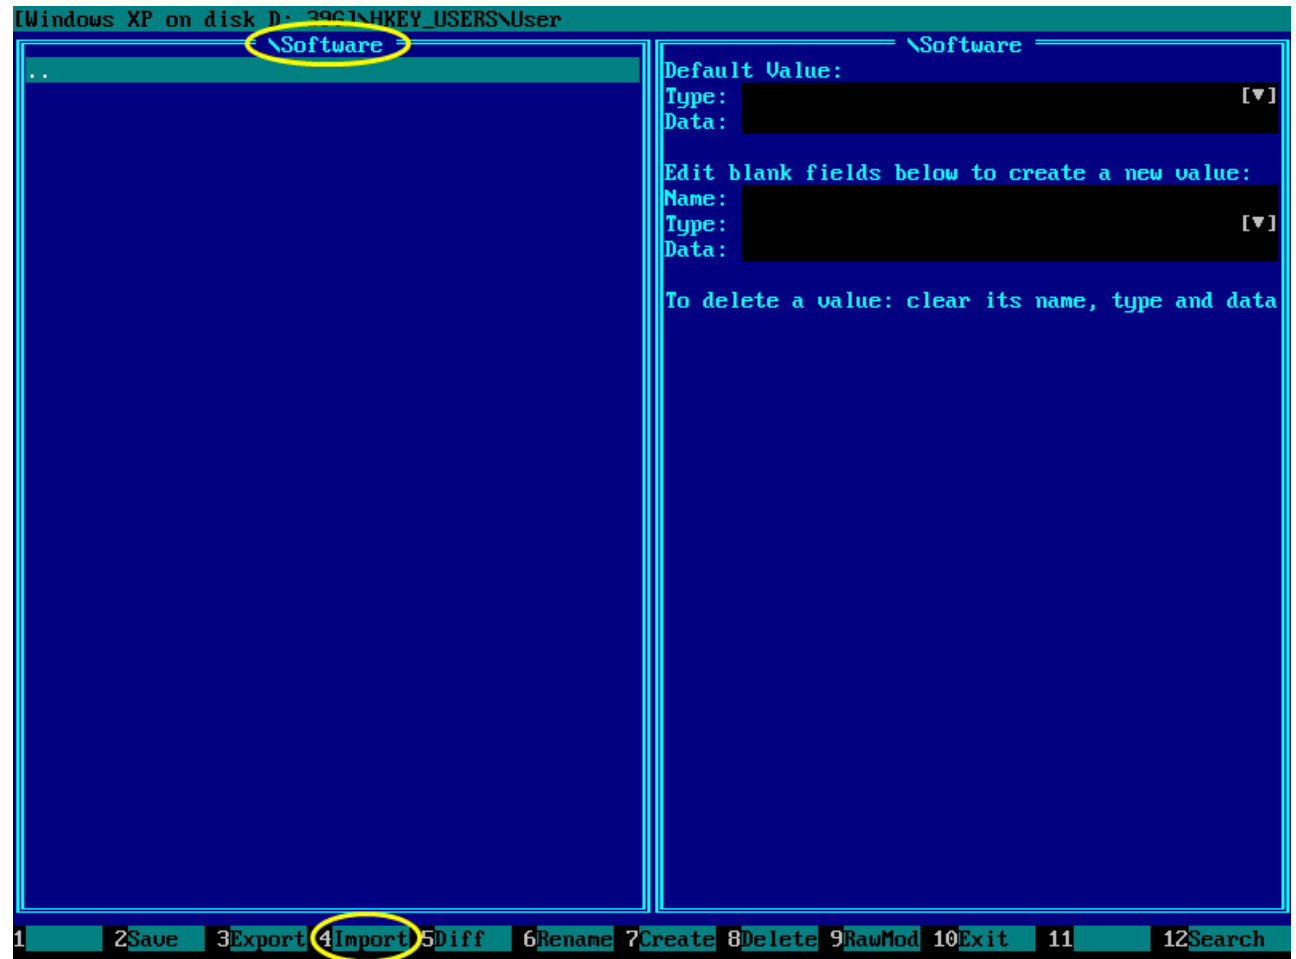 [Windows XP on disk D: 39G]\HKEY_USERS\User
\Software
..
\Software
Default Value:
Type: [▼]
Data:
Edit blank fields below to create a new value:
Name:
Type: [▼]
Data:
To delete a value: clear its name, type and data
1 2Save 3Export 4Import 5Diff 6Rename 7Create 8Delete 9RawMod 10Exit 11 12Search